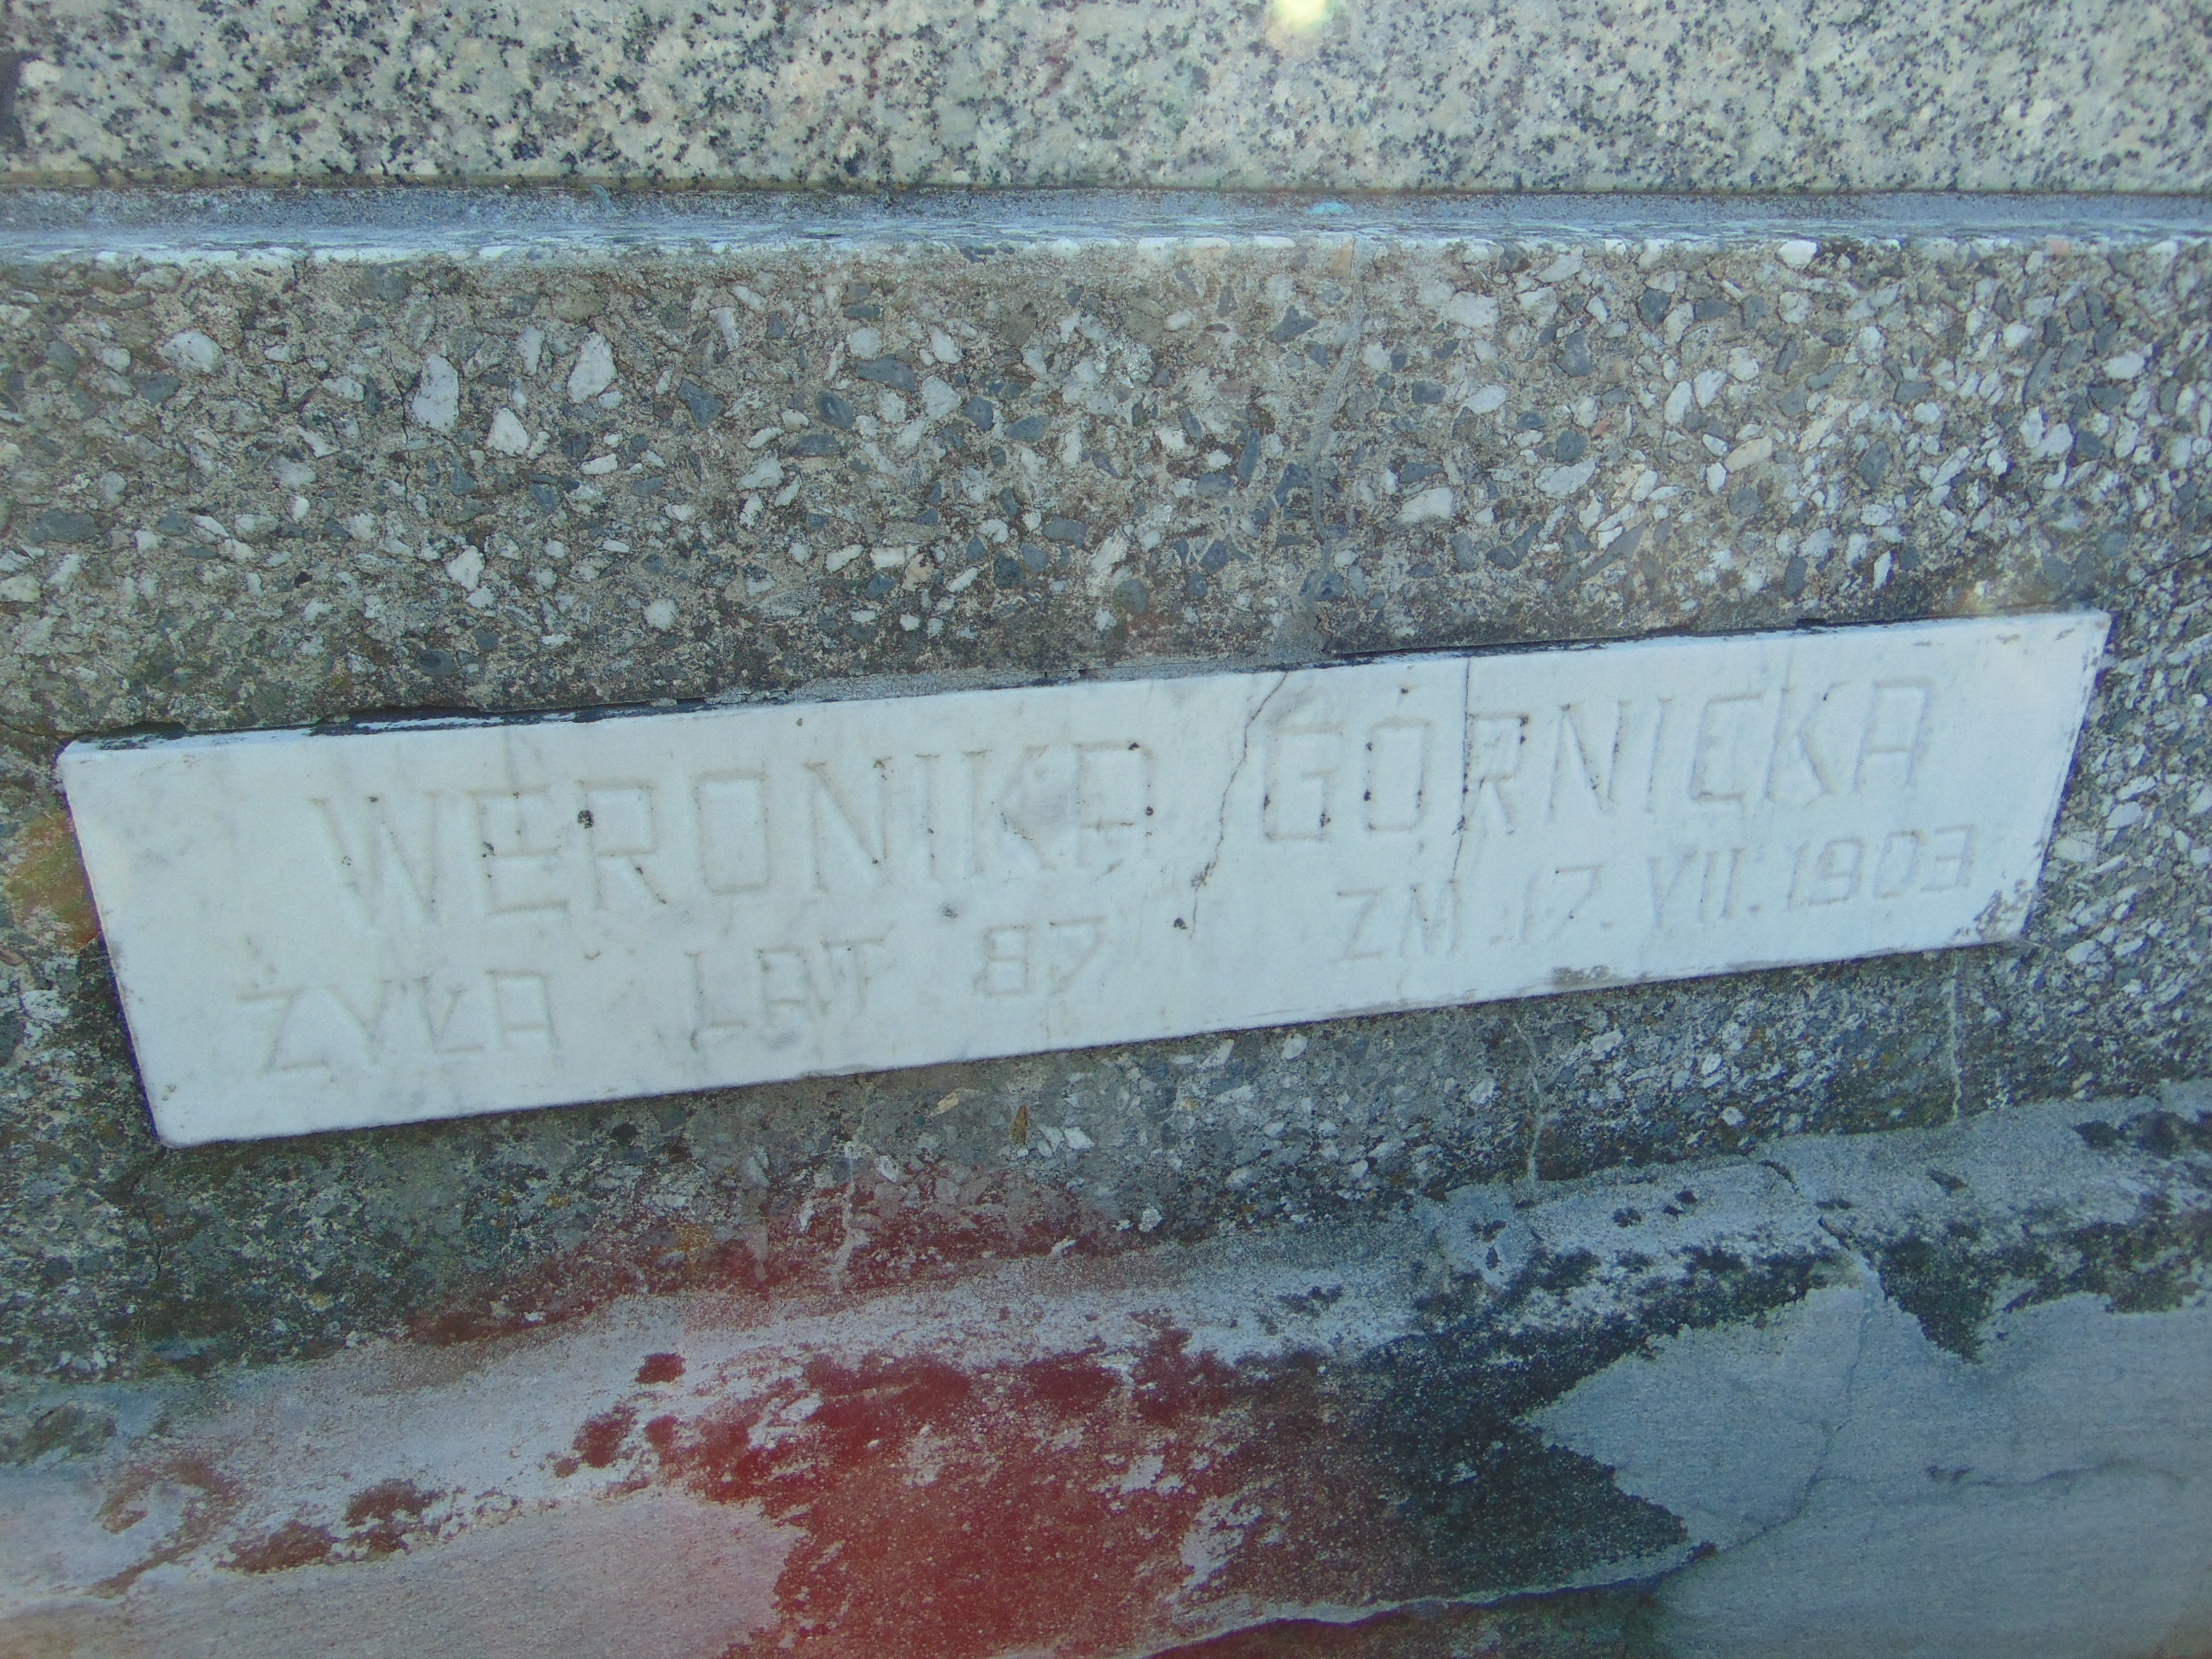 WERONIKA GÓRNICKA
ŻYŁA LAT 87 ZM. 17. VII. 1903